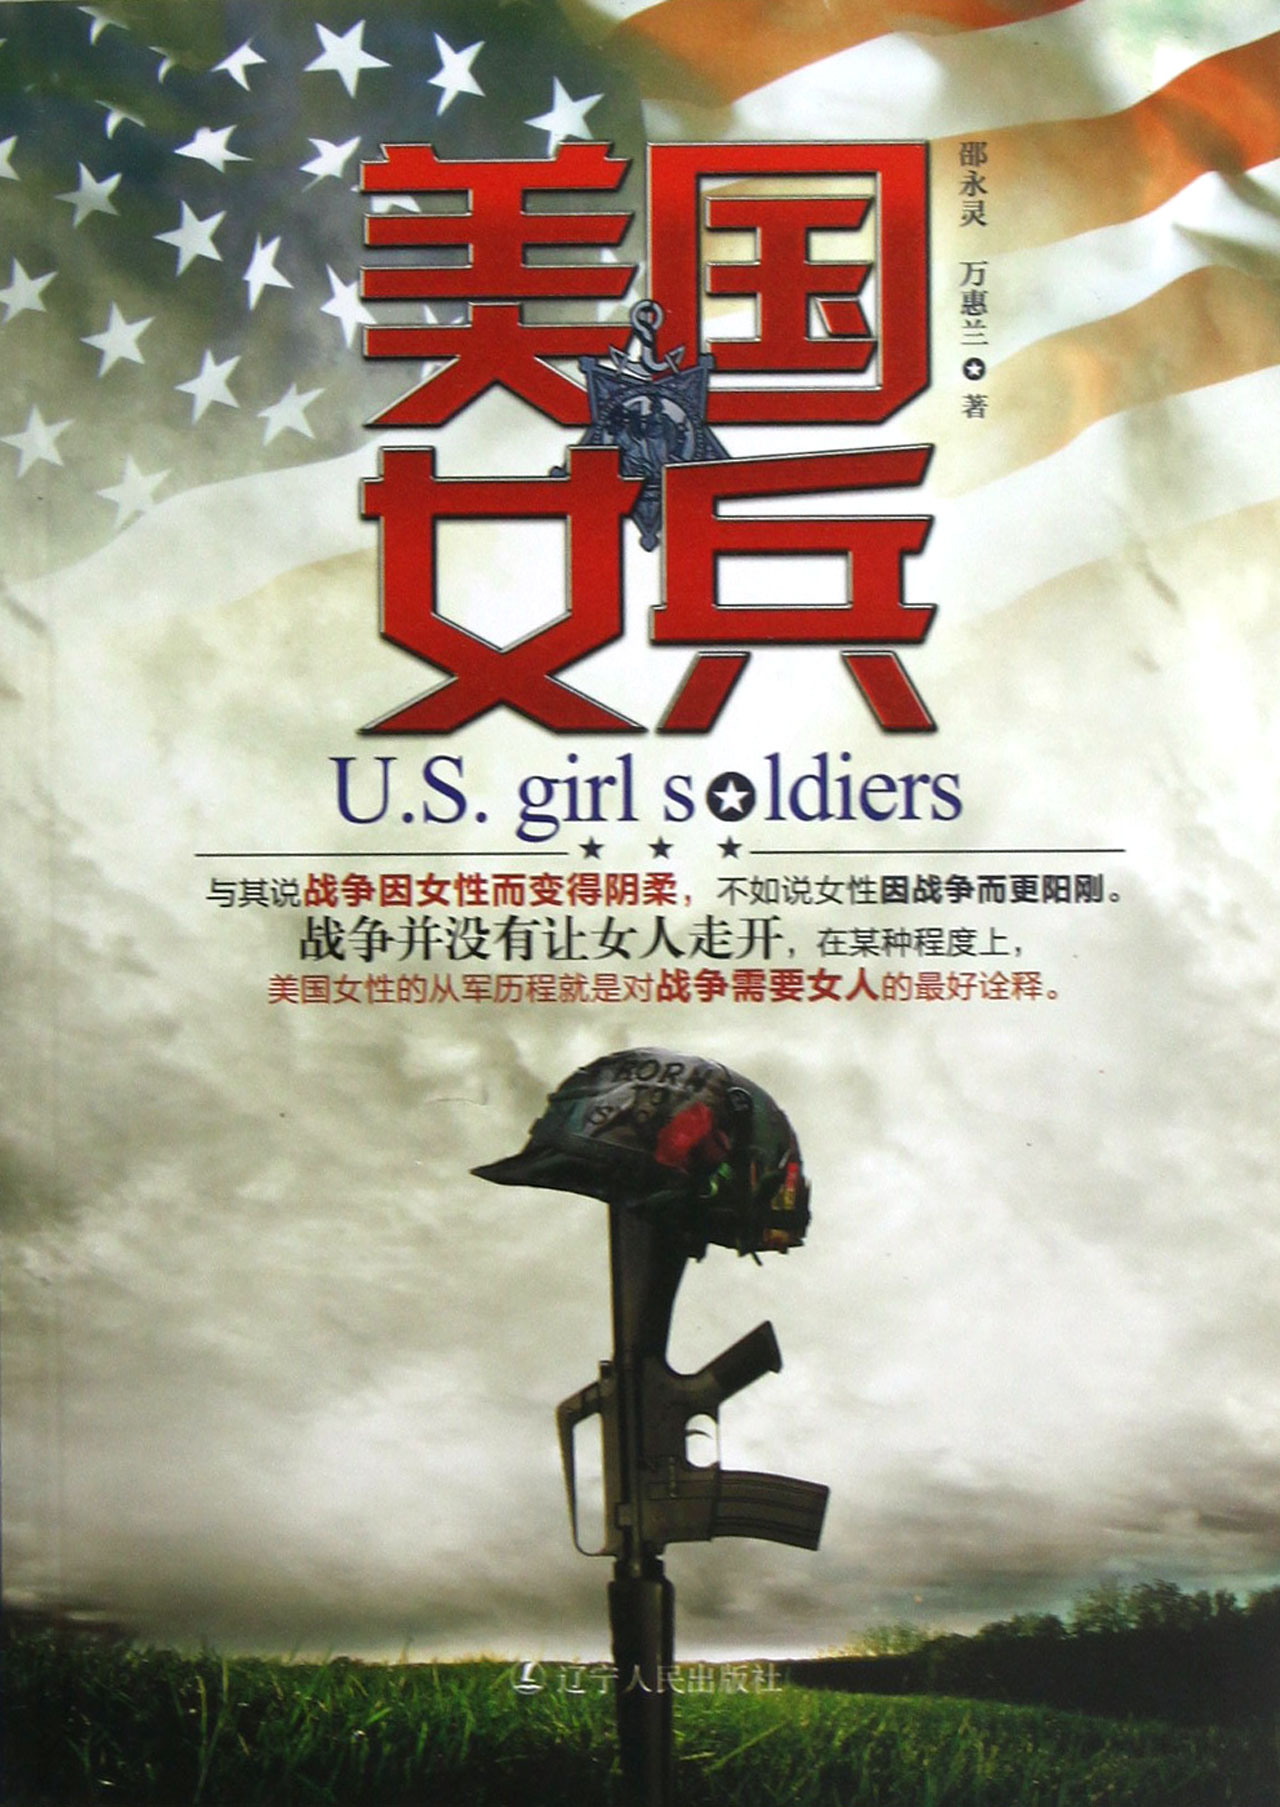 美国
女兵
邵永灵 万惠兰 著
U.S. girl soldiers
与其说战争因女性而变得阴柔，不如说女性因战争而更阳刚。
战争并没有让女人走开，在某种程度上，
美国女性的从军历程就是对战争需要女人的最好诠释。
BORN
TO
辽宁人民出版社